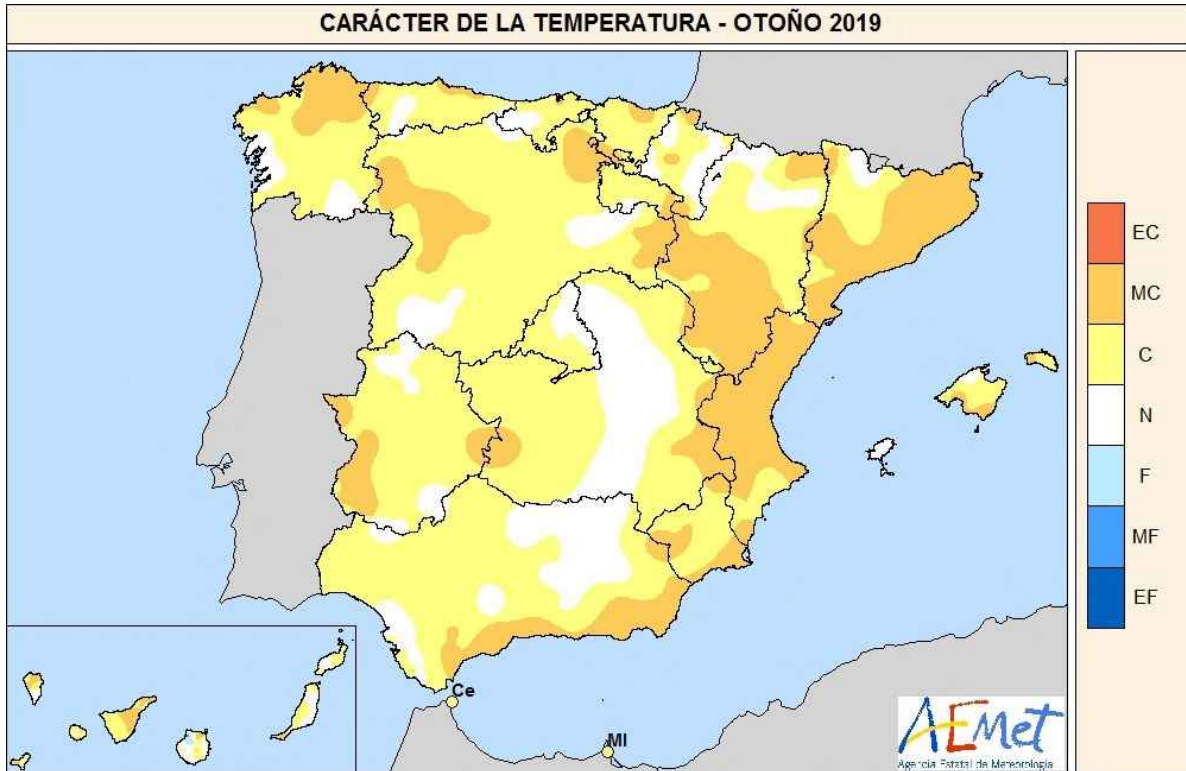 CARÁCTER DE LA TEMPERATURA - OTOÑO 2019
EC
MC
C
N
F
MF
EF
Ce
Ml
AEMet
Agencia Estatal de Meteorología